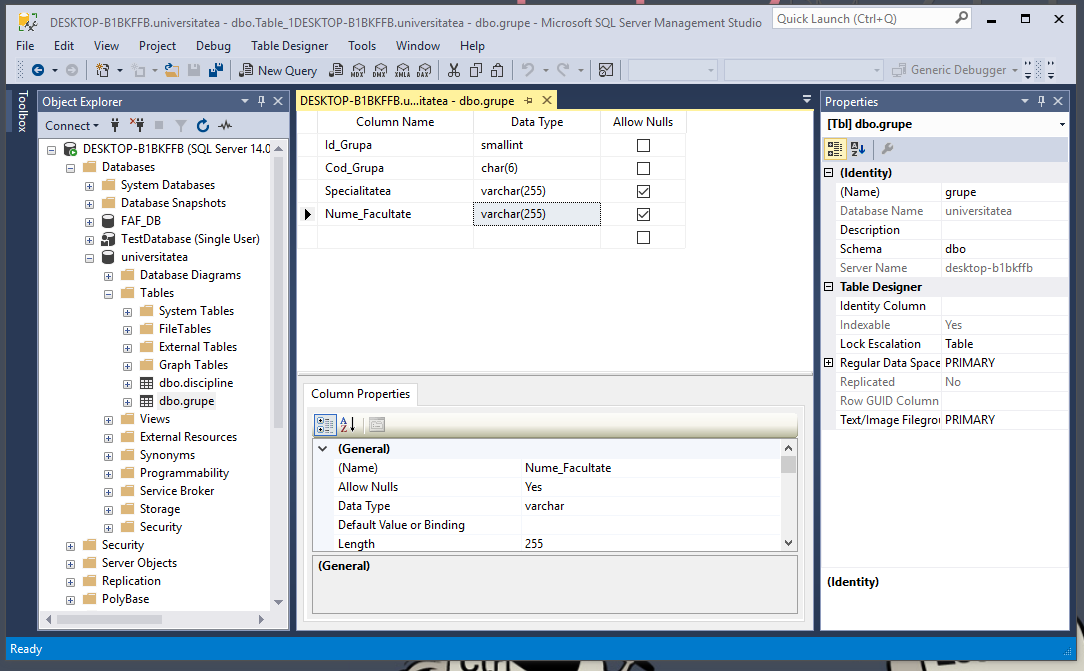 DESKTOP-B1BKFFB.universitatea - dbo.Table_1DESKTOP-B1BKFFB.universitatea - dbo.grupe - Microsoft SQL Server Management Studio
Quick Launch (Ctrl+Q)
File Edit View Project Debug Table Designer Tools Window Help
New Query MDX DMX XMLA DAX Generic Debugger
Toolbox
Object Explorer
Connect
DESKTOP-B1BKFFB (SQL Server 14.0
Databases
System Databases
Database Snapshots
FAF_DB
TestDatabase (Single User)
universitatea
Database Diagrams
Tables
System Tables
FileTables
External Tables
Graph Tables
dbo.discipline
dbo.grupe
Views
External Resources
Synonyms
Programmability
Service Broker
Storage
Security
Security
Server Objects
Replication
PolyBase
DESKTOP-B1BKFFB.u...itatea - dbo.grupe
Column Name Data Type Allow Nulls
Id_Grupa smallint
Cod_Grupa char(6)
Specialitatea varchar(255)
Nume_Facultate varchar(255)
Column Properties
(General)
(Name) Nume_Facultate
Allow Nulls Yes
Data Type varchar
Default Value or Binding
Length 255
(General)
Properties
[Tbl] dbo.grupe
(Identity)
(Name) grupe
Database Name universitatea
Description
Schema dbo
Server Name desktop-b1bkffb
Table Designer
Identity Column
Indexable Yes
Lock Escalation Table
Regular Data Space PRIMARY
Replicated No
Row GUID Column
Text/Image Filegrou PRIMARY
(Identity)
Ready